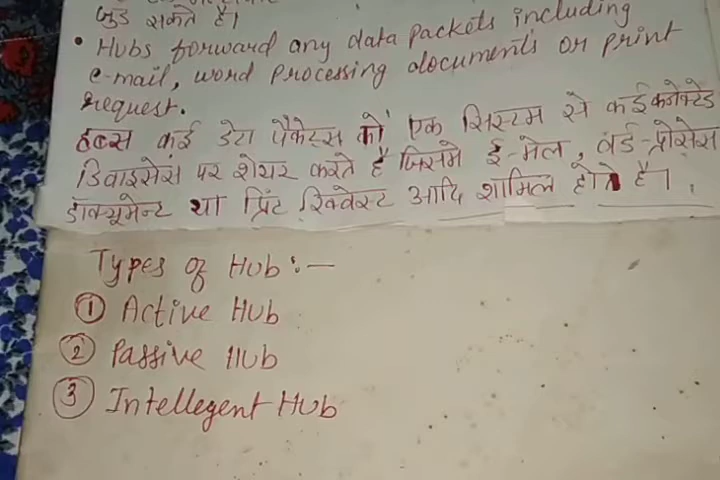 जुड़ सकते है।
• Hubs forward any data packets including
e-mail, word processing documents or print
request.
हब्स कई डेटा पैकेट्स को एक सिस्टम से कई कनेक्टेड
डिवाइसेस पर शेयर करते है जिसमे ई-मेल, वर्ड-प्रोसेस
डॉक्यूमेन्ट या प्रिंट रिक्वेस्ट आदि शामिल होते है।
Types of Hub :-
① Active Hub
② Passive Hub
③ Intellegent Hub